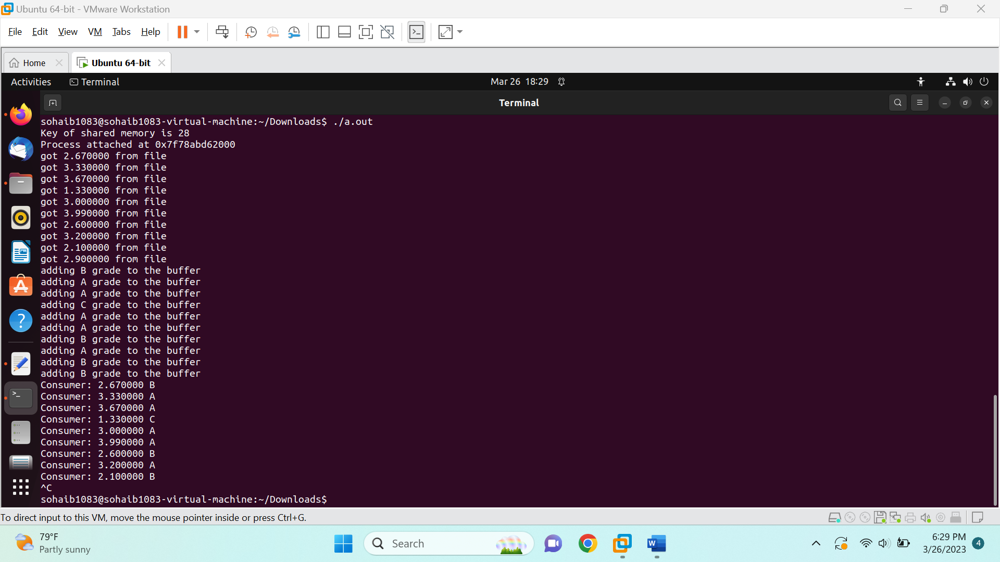 Ubuntu 64-bit - VMware Workstation
File Edit View VM Tabs Help
Home
Ubuntu 64-bit
Activities Terminal Mar 26 18:29
Terminal
sohaib1083@sohaib1083-virtual-machine:~/Downloads$ ./a.out
Key of shared memory is 28
Process attached at 0x7f78abd62000
got 2.670000 from file
got 3.330000 from file
got 3.670000 from file
got 1.330000 from file
got 3.000000 from file
got 3.990000 from file
got 2.600000 from file
got 3.200000 from file
got 2.100000 from file
got 2.900000 from file
adding B grade to the buffer
adding A grade to the buffer
adding A grade to the buffer
adding C grade to the buffer
adding A grade to the buffer
adding A grade to the buffer
adding B grade to the buffer
adding A grade to the buffer
adding B grade to the buffer
adding B grade to the buffer
Consumer: 2.670000 B
Consumer: 3.330000 A
Consumer: 3.670000 A
Consumer: 1.330000 C
Consumer: 3.000000 A
Consumer: 3.990000 A
Consumer: 2.600000 B
Consumer: 3.200000 A
Consumer: 2.100000 B
^C
sohaib1083@sohaib1083-virtual-machine:~/Downloads$
To direct input to this VM, move the mouse pointer inside or press Ctrl+G.
79°F
Partly sunny
Search
W
6:29 PM
3/26/2023
4